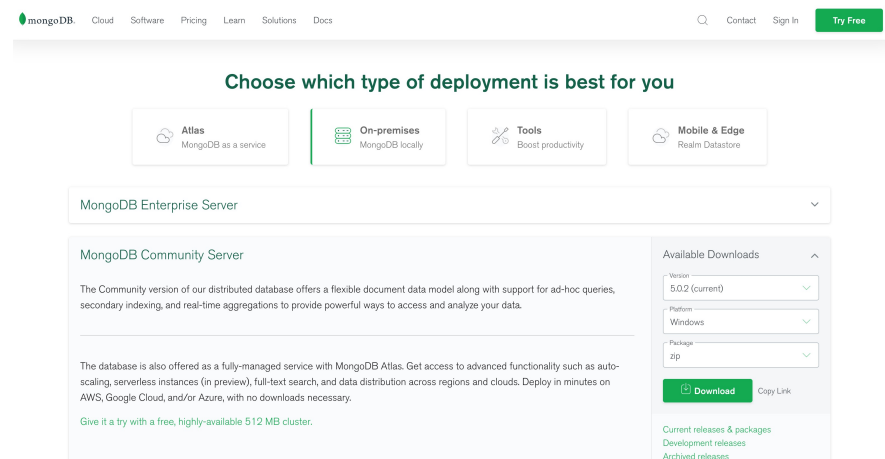 mongoDB.
Cloud
Software
Pricing
Learn
Solutions
Docs
Contact
Sign In
Try Free
Choose which type of deployment is best for you
Atlas
MongoDB as a service
On-premises
MongoDB locally
Tools
Boost productivity
Mobile & Edge
Realm Datastore
MongoDB Enterprise Server
MongoDB Community Server
The Community version of our distributed database offers a flexible document data model along with support for ad-hoc queries,
secondary indexing, and real-time aggregations to provide powerful ways to access and analyze your data.
The database is also offered as a fully-managed service with MongoDB Atlas. Get access to advanced functionality such as auto-
scaling, serverless instances (in preview), full-text search, and data distribution across regions and clouds. Deploy in minutes on
AWS, Google Cloud, and/or Azure, with no downloads necessary.
Give it a try with a free, highly-available 512 MB cluster.
Available Downloads
Version
5.0.2 (current)
Platform
Windows
Package
zip
Download
Copy Link
Current releases & packages
Development releases
Archived releases